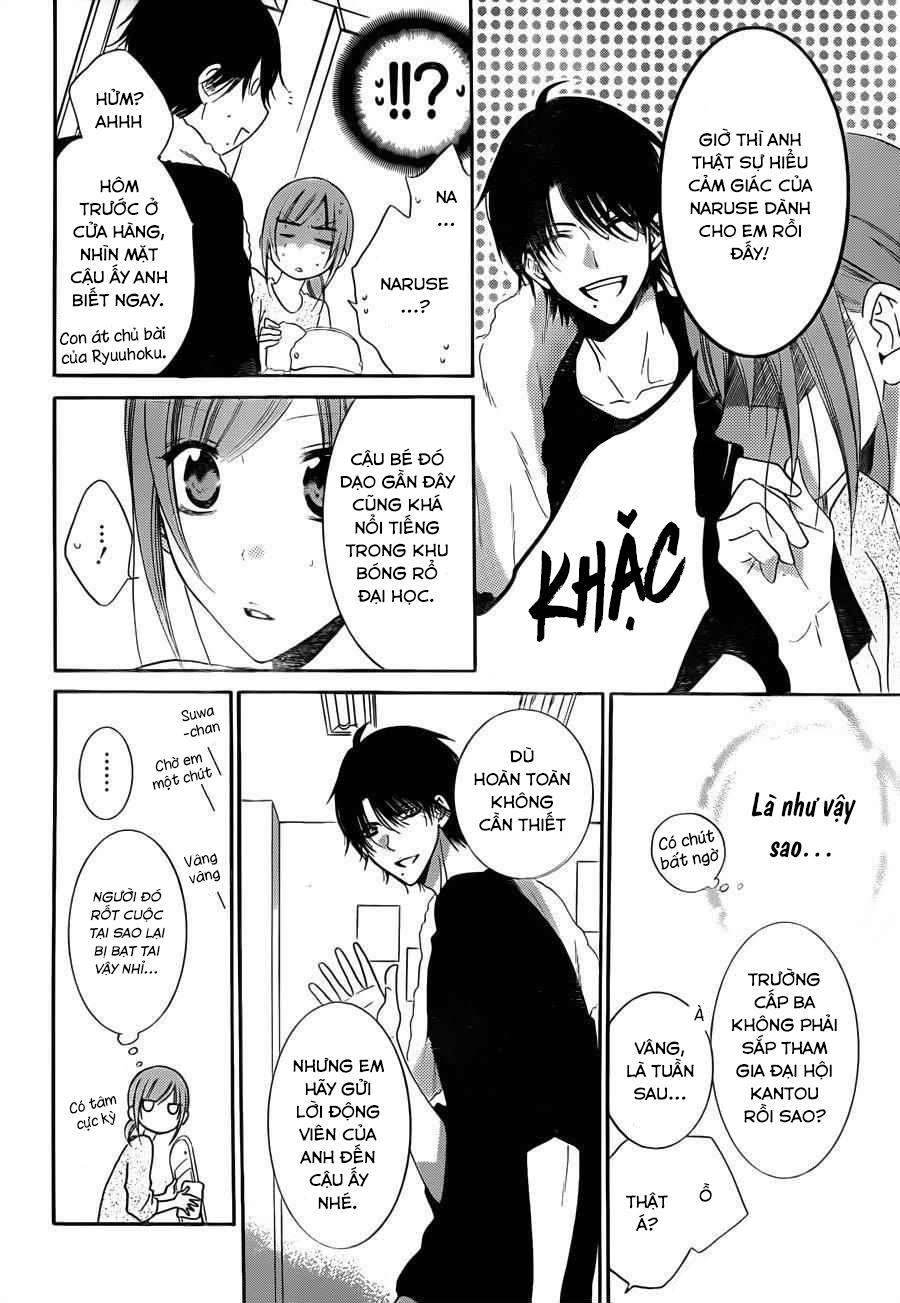 GIỜ THÌ ANH
THẬT SỰ HIỂU
CẢM GIÁC CỦA
NARUSE DÀNH
CHO EM RỒI
ĐẤY!
KHẶC
!!?
NA
...
NARUSE
...?
HỬM?
AHHH
HÔM
TRƯỚC Ở
CỬA HÀNG,
NHÌN MẶT
CẬU ẤY ANH
BIẾT NGAY.
Con át chủ bài
của Ryuuhoku.
CẬU BÉ ĐÓ
DẠO GẦN ĐÂY
CŨNG KHÁ
NỔI TIẾNG
TRONG KHU
BÓNG RỔ
ĐẠI HỌC.
...!
Là như vậy
sao...
Có chút
bất ngờ
TRƯỜNG
CẤP BA
KHÔNG PHẢI
SẮP THAM
GIA ĐẠI HỘI
KANTOU
RỒI SAO?
À
VÂNG,
LÀ TUẦN
SAU...
Ồ
THẬT
Á?
DÙ
HOÀN TOÀN
KHÔNG
CẦN THIẾT
NHƯNG EM
HÃY GỬI
LỜI ĐỘNG
VIÊN CỦA
ANH ĐẾN
CẬU ẤY
NHÉ.
Suwa
-chan
Chờ em
một chút
Vâng
vâng
......
NGƯỜI ĐÓ
RỐT CUỘC
TẠI SAO LẠI
BỊ BẠT TAI
VẬY NHỈ...
Có tâm
cực kỳ